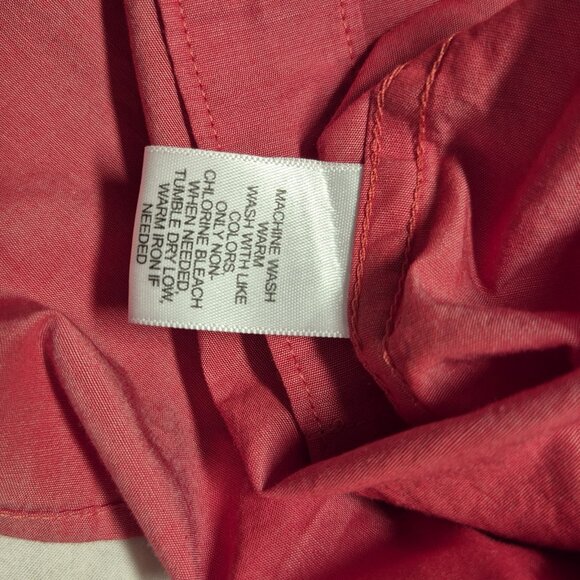 MACHINE WASH
WARM
WASH WITH LIKE
COLORS
ONLY NON-
CHLORINE BLEACH
WHEN NEEDED
TUMBLE DRY LOW,
WARM IRON IF
NEEDED